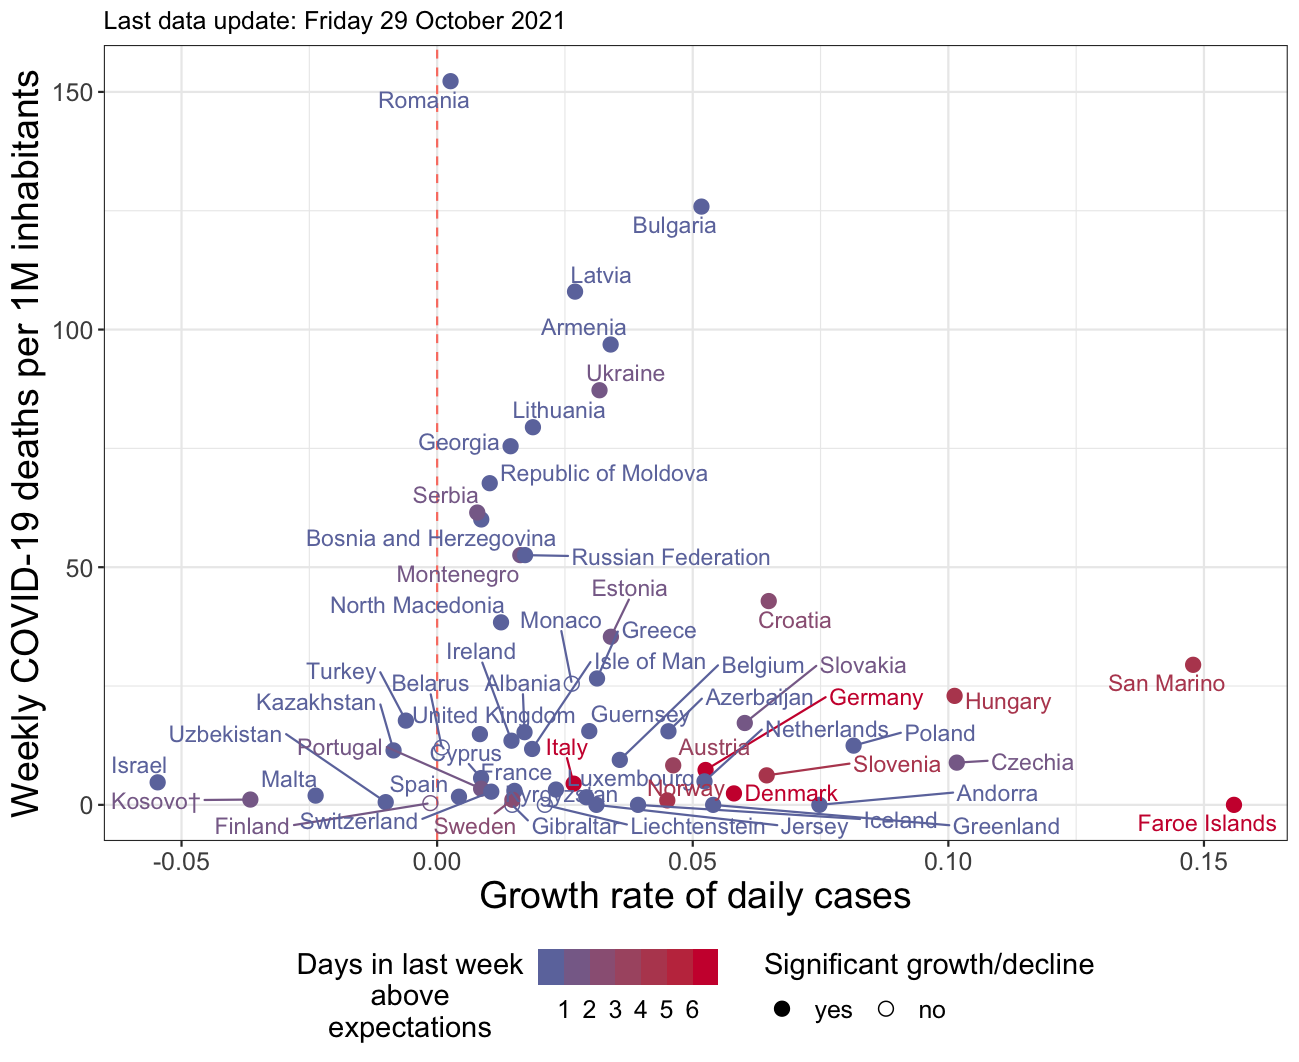 Last data update: Friday 29 October 2021
Weekly COVID-19 deaths per 1M inhabitants
150
100
50
0
Romania
Bulgaria
Latvia
Armenia
Ukraine
Lithuania
Georgia
Republic of Moldova
Serbia
Bosnia and Herzegovina
Russian Federation
Montenegro
Estonia
North Macedonia
Croatia
Monaco
Greece
Ireland
Isle of Man
Turkey
Belgium
Slovakia
Belarus
Albania
San Marino
Kazakhstan
Azerbaijan
Germany
Hungary
United Kingdom
Guernsey
Uzbekistan
Netherlands
Poland
Portugal
Italy
Austria
Cyprus
Israel
Slovenia
Czechia
Malta
France
Luxembourg
Spain
Norway
Denmark
Andorra
Kosovo†
Finland
Switzerland
Sweden
Gibraltar
Liechtenstein
Jersey
Iceland
Greenland
Faroe Islands
-0.05
0.00
0.05
0.10
0.15
Growth rate of daily cases
Days in last week
above
expectations
1 2 3 4 5 6
Significant growth/decline
yes
no